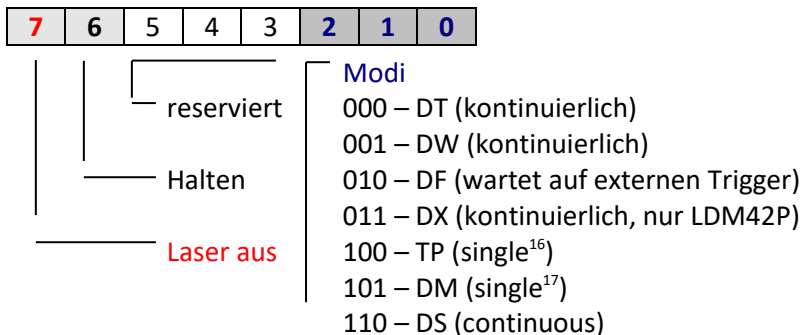 7 6 5 4 3 2 1 0
Modi
reserviert 000 – DT (kontinuierlich)
001 – DW (kontinuierlich)
Halten 010 – DF (wartet auf externen Trigger)
011 – DX (kontinuierlich, nur LDM42P)
Laser aus 100 – TP (single16)
101 – DM (single17)
110 – DS (continuous)